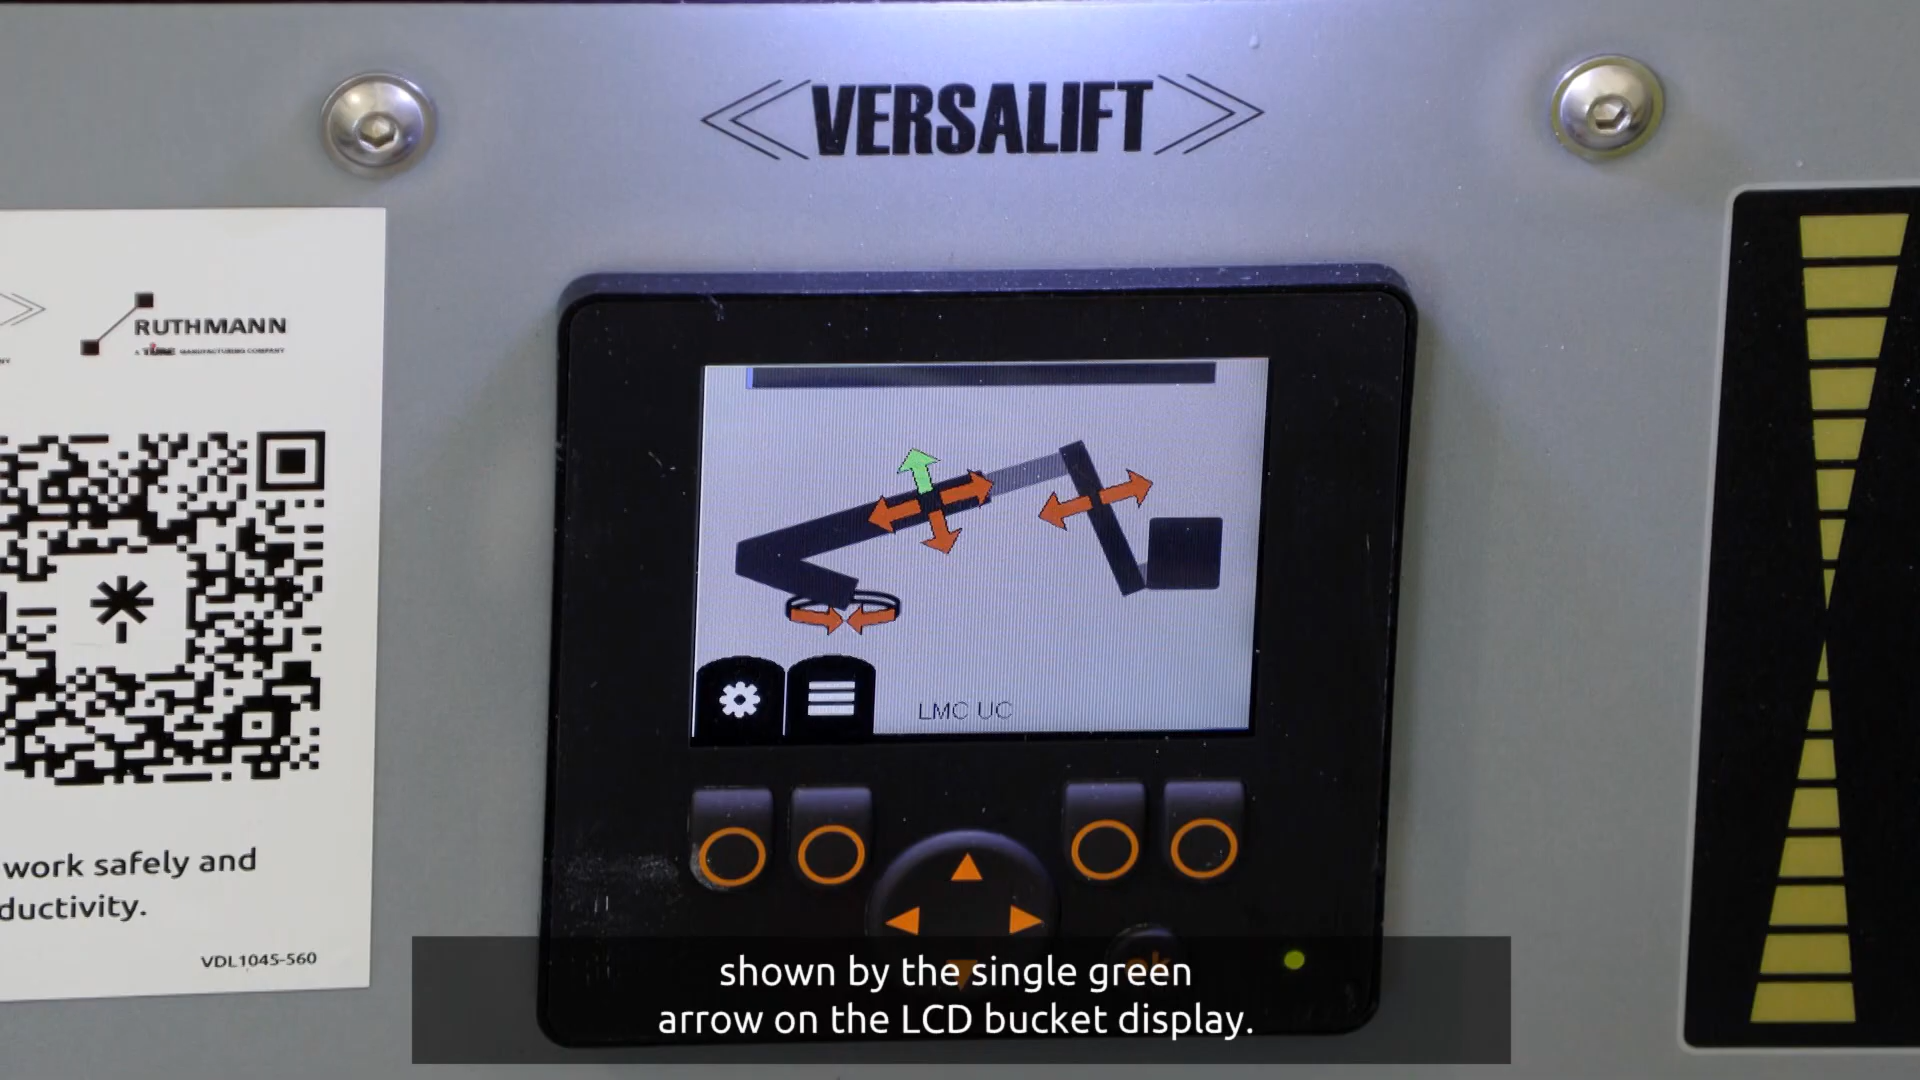 VERSALIFT
RUTHMANN
A TIME MANUFACTURING COMPANY
LMC UC
work safely and
ductivity.
VDL1045-560
ok
shown by the single green
arrow on the LCD bucket display.